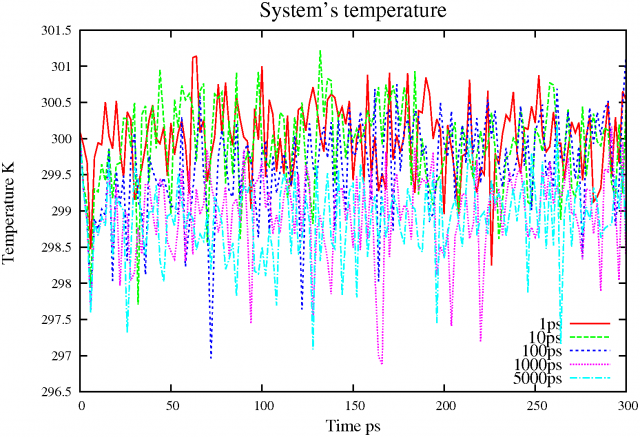 System's temperature
301.5
301
300.5
300
299.5
299
298.5
298
297.5
297
296.5
Temperature K
1ps
10ps
100ps
1000ps
5000ps
0 50 100 150 200 250 300
Time ps